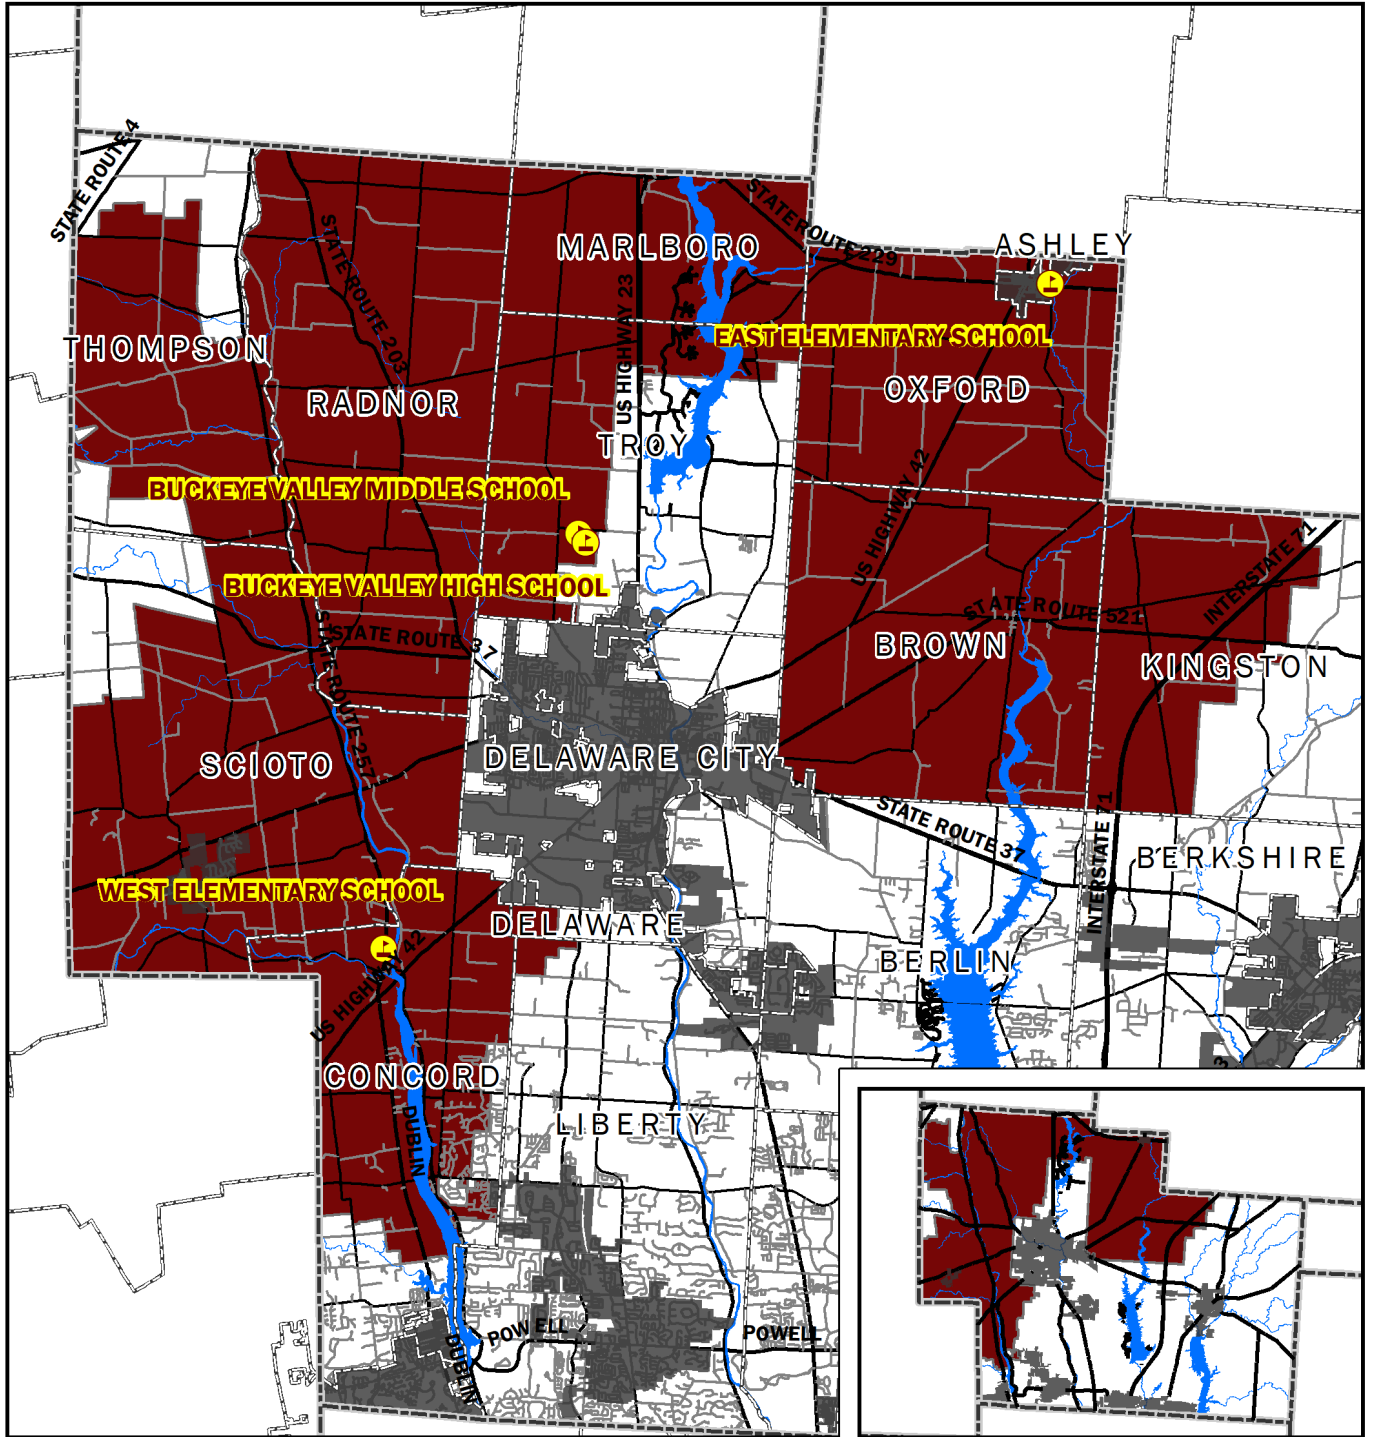 STATE ROUTE 4
STATE ROUTE 229
ASHLEY
MARLBORO
STATE ROUTE 203
US HIGHWAY 23
EAST ELEMENTARY SCHOOL
THOMPSON
RADNOR
OXFORD
TROY
BUCKEYE VALLEY MIDDLE SCHOOL
US HIGHWAY 42
INTERSTATE 71
BUCKEYE VALLEY HIGH SCHOOL
STATE ROUTE 521
STATE ROUTE 37
BROWN
KINGSTON
STATE ROUTE 257
SCIOTO
DELAWARE CITY
STATE ROUTE 37
INTERSTATE 71
BERKSHIRE
WEST ELEMENTARY SCHOOL
DELAWARE
BERLIN
US HIGHWAY 42
3
CONCORD
LIBERTY
DUBLIN
POWELL
POWELL
DUBLIN